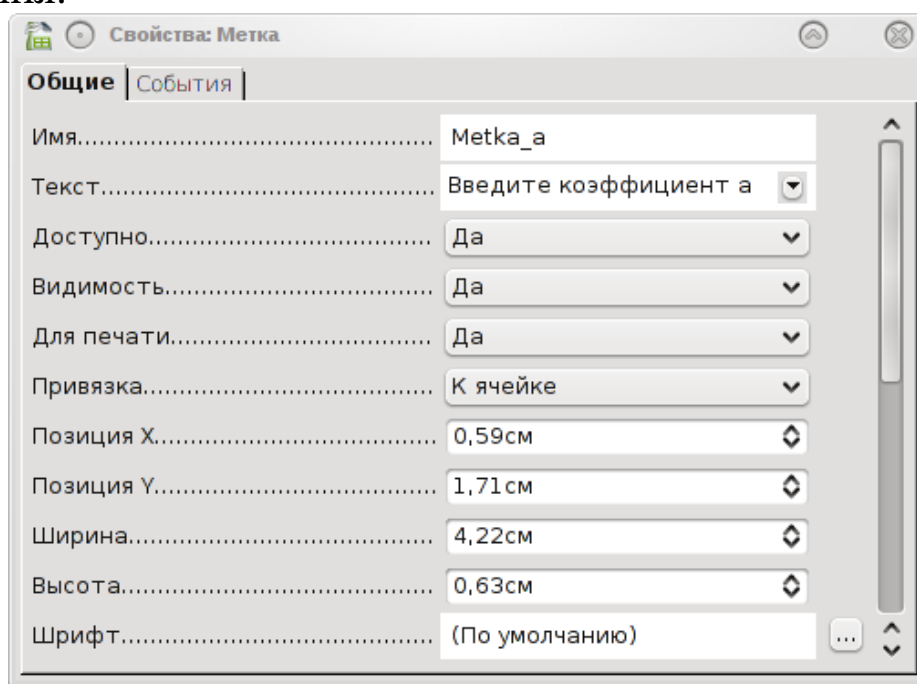 Свойства: Метка
Общие События
Имя Metka_a
Текст Введите коэффициент a
Доступно Да
Видимость Да
Для печати Да
Привязка К ячейке
Позиция X 0,59см
Позиция Y 1,71см
Ширина 4,22см
Высота 0,63см
Шрифт (По умолчанию) ...